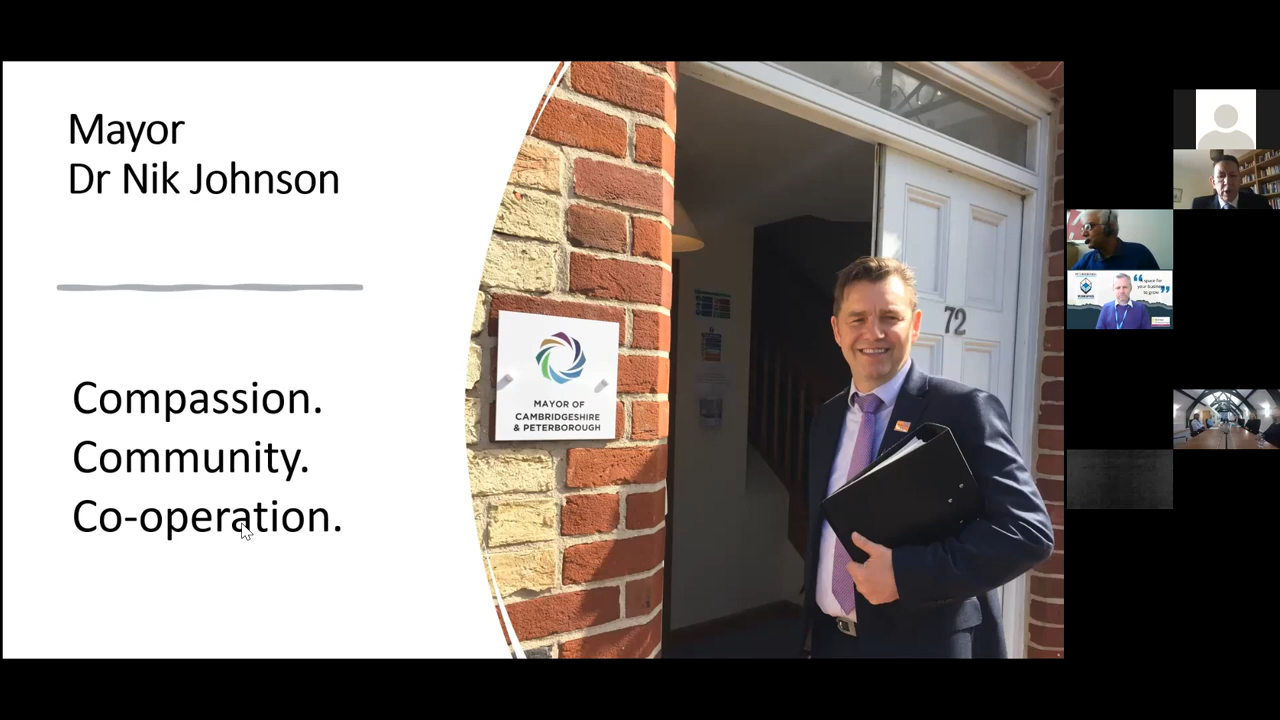 Mayor
Dr Nik Johnson
Compassion.
Community.
Co-operation.
MAYOR OF
CAMBRIDGESHIRE
& PETERBOROUGH
72
space for
your business
to grow